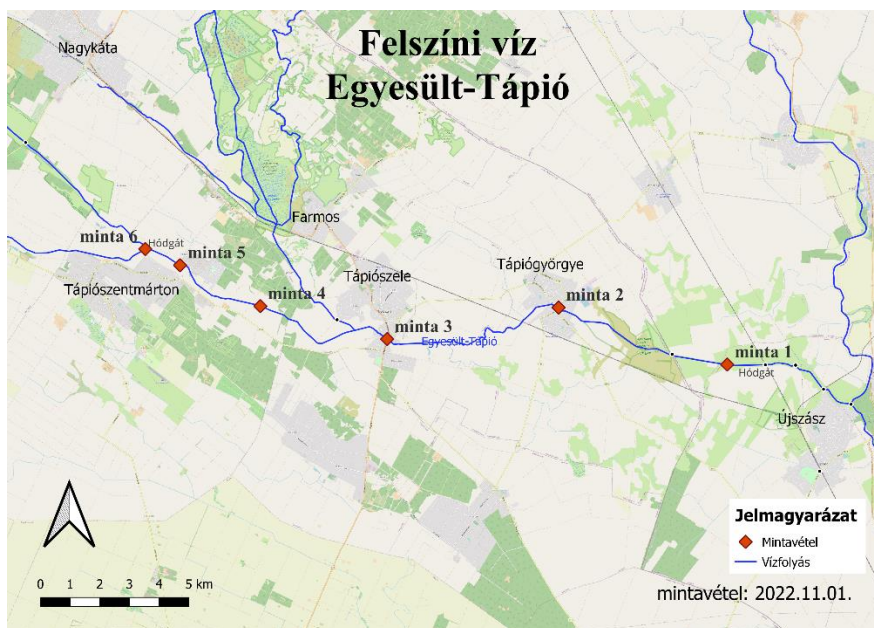 Felszíni víz
Egyesült-Tápió
Nagykáta
Farmos
minta 6
Hódgát
minta 5
Tápiószentmárton
minta 4
Tápiószele
Tápiógyörgye
minta 2
minta 3
Egyesült-Tápió
minta 1
Hódgát
Újszász
Jelmagyarázat
Mintavétel
Vízfolyás
0 1 2 3 4 5 km
mintavétel: 2022.11.01.